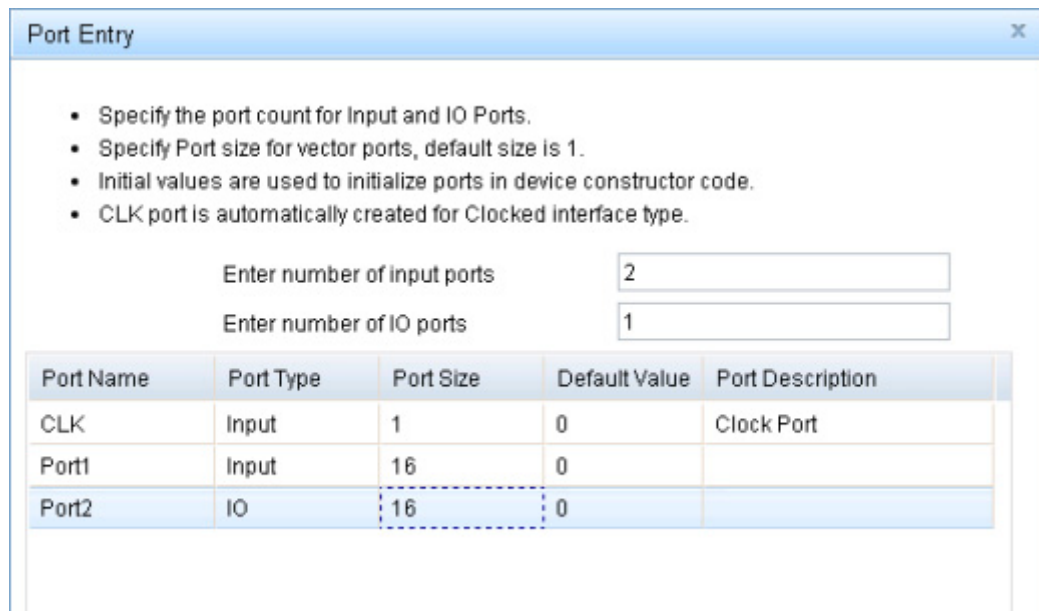 Port Entry
x
• Specify the port count for Input and IO Ports.
• Specify Port size for vector ports, default size is 1.
• Initial values are used to initialize ports in device constructor code.
• CLK port is automatically created for Clocked interface type.
Enter number of input ports 2
Enter number of IO ports 1
Port Name Port Type Port Size Default Value Port Description
CLK Input 1 0 Clock Port
Port1 Input 16 0
Port2 IO 16 0